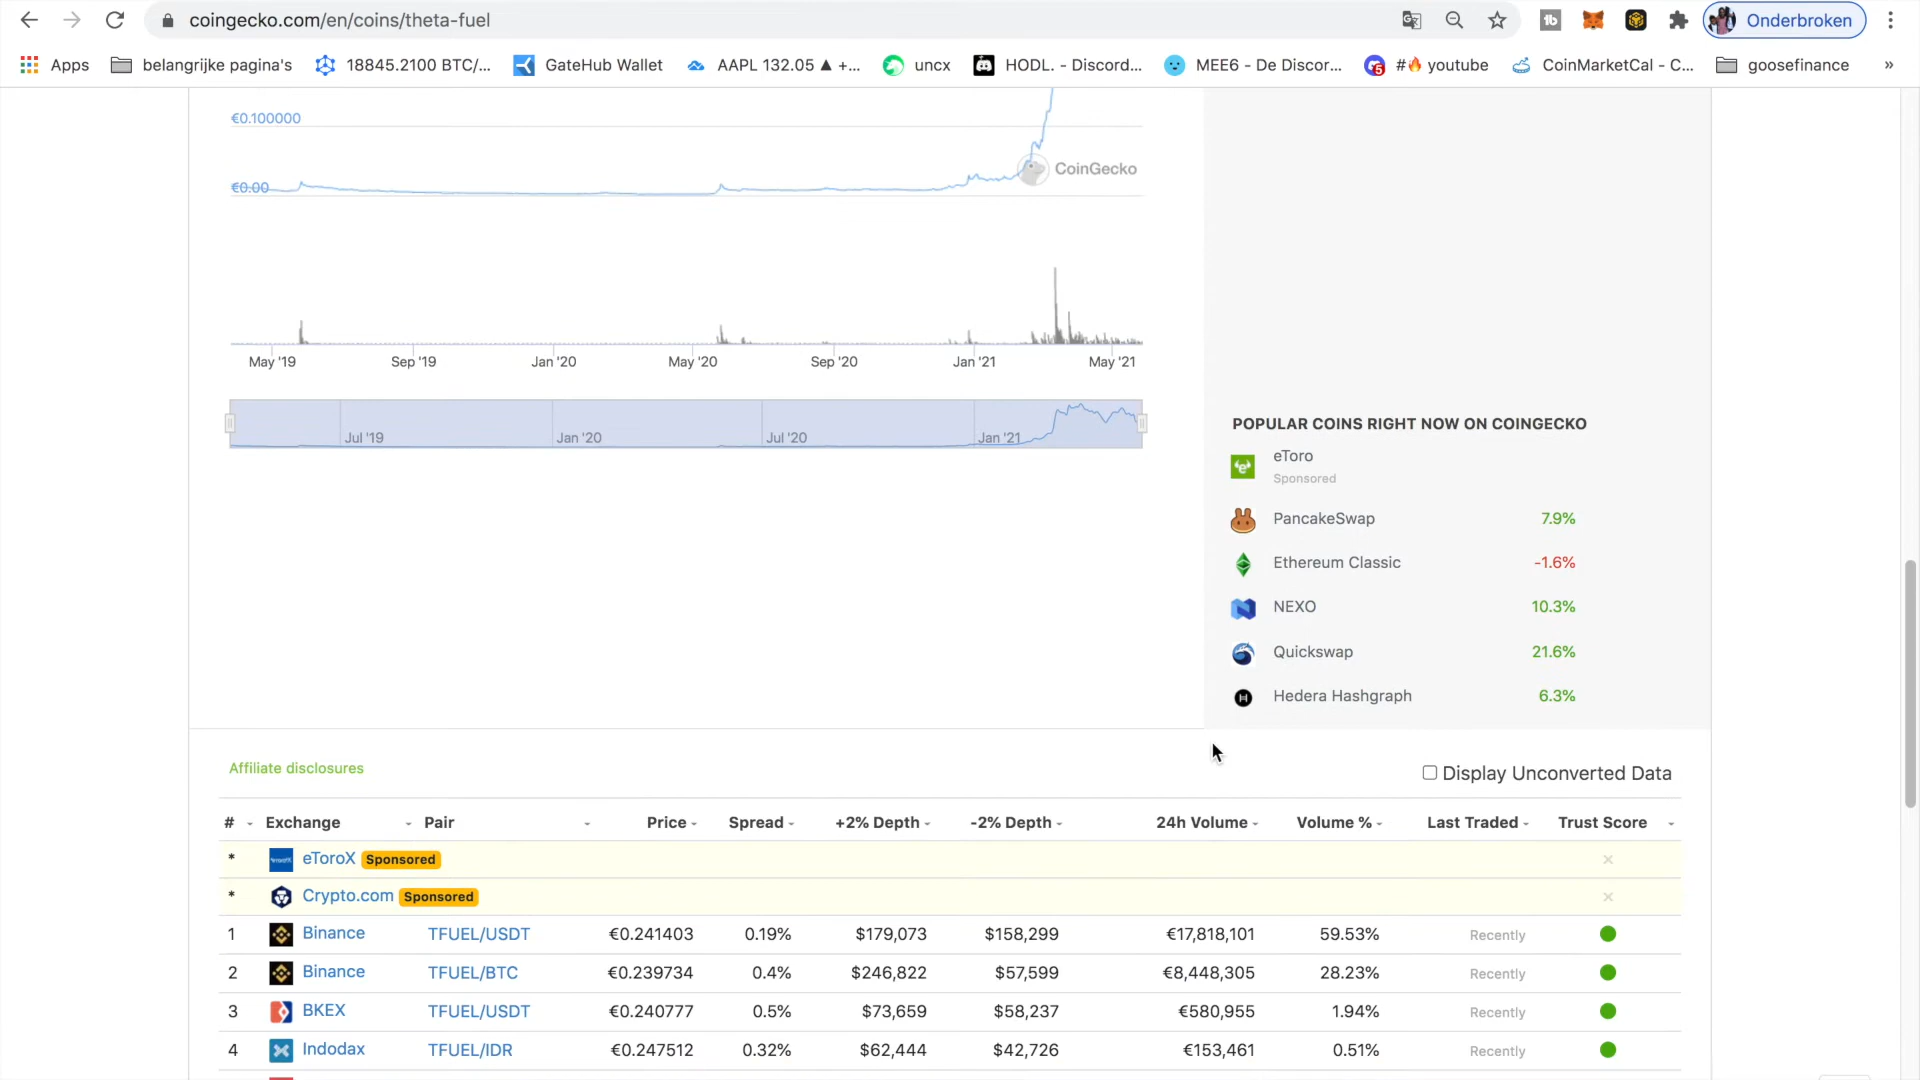 coingecko.com/en/coins/theta-fuel
Onderbroken
Apps belangrijke pagina's 18845.2100 BTC/... GateHub Wallet AAPL 132.05 ▲ +... uncx HODL. - Discord... MEE6 - De Discor... 5 #🔥 youtube CoinMarketCal - C... goosefinance »
€0.100000
CoinGecko
€0.00
May '19 Sep '19 Jan '20 May '20 Sep '20 Jan '21 May '21
Jul '19 Jan '20 Jul '20 Jan '21
POPULAR COINS RIGHT NOW ON COINGECKO
eToro
Sponsored
PancakeSwap 7.9%
Ethereum Classic -1.6%
NEXO 10.3%
Quickswap 21.6%
Hedera Hashgraph 6.3%
Affiliate disclosures
Display Unconverted Data
# Exchange Pair Price Spread +2% Depth -2% Depth 24h Volume Volume % Last Traded Trust Score
* eToroX Sponsored
* Crypto.com Sponsored
1 Binance TFUEL/USDT €0.241403 0.19% $179,073 $158,299 €17,818,101 59.53% Recently
2 Binance TFUEL/BTC €0.239734 0.4% $246,822 $57,599 €8,448,305 28.23% Recently
3 BKEX TFUEL/USDT €0.240777 0.5% $73,659 $58,237 €580,955 1.94% Recently
4 Indodax TFUEL/IDR €0.247512 0.32% $62,444 $42,726 €153,461 0.51% Recently